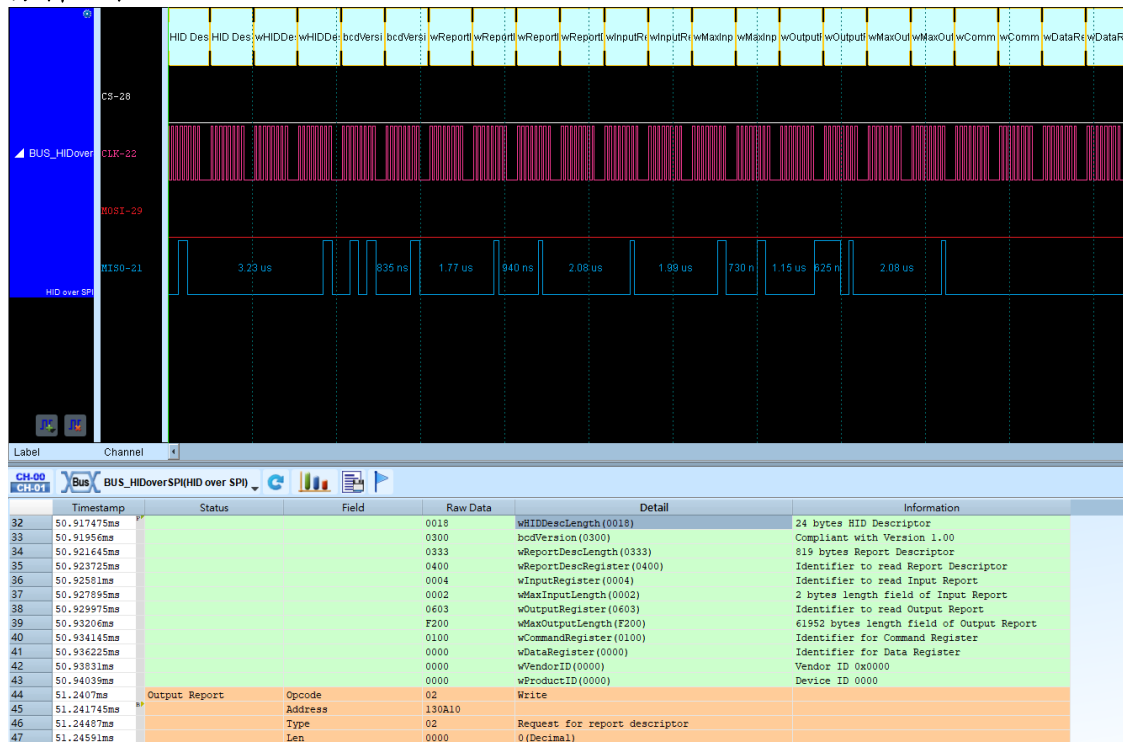 HID Des HID Des wHIDDe wHIDDe bcdVersi bcdVersi wReportI wReportI wReportI wReportI wInputRe wInputRe wMaxInp wMaxInp wOutputF wOutputF wMaxOut wMaxOut wComm wComm wDataRe wDataR
CS-28
BUS_HIDover CLK-22
MOSI-29
MISO-21 3.23 us 835 ns 1.77 us 940 ns 2.08 us 1.99 us 730 n 1.15 us 625 n 2.08 us
HID over SPI
Label Channel
CH-00
CH-01
Bus BUS_HIDoverSPI(HID over SPI)
Timestamp Status Field Raw Data Detail Information
32 50.917475ms 0018 wHIDDescLength(0018) 24 bytes HID Descriptor
33 50.91956ms 0300 bcdVersion(0300) Compliant with Version 1.00
34 50.921645ms 0333 wReportDescLength(0333) 819 bytes Report Descriptor
35 50.923725ms 0400 wReportDescRegister(0400) Identifier to read Report Descriptor
36 50.92581ms 0004 wInputRegister(0004) Identifier to read Input Report
37 50.927895ms 0002 wMaxInputLength(0002) 2 bytes length field of Input Report
38 50.929975ms 0603 wOutputRegister(0603) Identifier to read Output Report
39 50.93206ms F200 wMaxOutputLength(F200) 61952 bytes length field of Output Report
40 50.934145ms 0100 wCommandRegister(0100) Identifier for Command Register
41 50.936225ms 0000 wDataRegister(0000) Identifier for Data Register
42 50.93831ms 0000 wVendorID(0000) Vendor ID 0x0000
43 50.94039ms 0000 wProductID(0000) Device ID 0000
44 51.2407ms Output Report Opcode 02 Write
45 51.241745ms Address 130A10
46 51.24487ms Type 02 Request for report descriptor
47 51.24591ms Len 0000 0(Decimal)